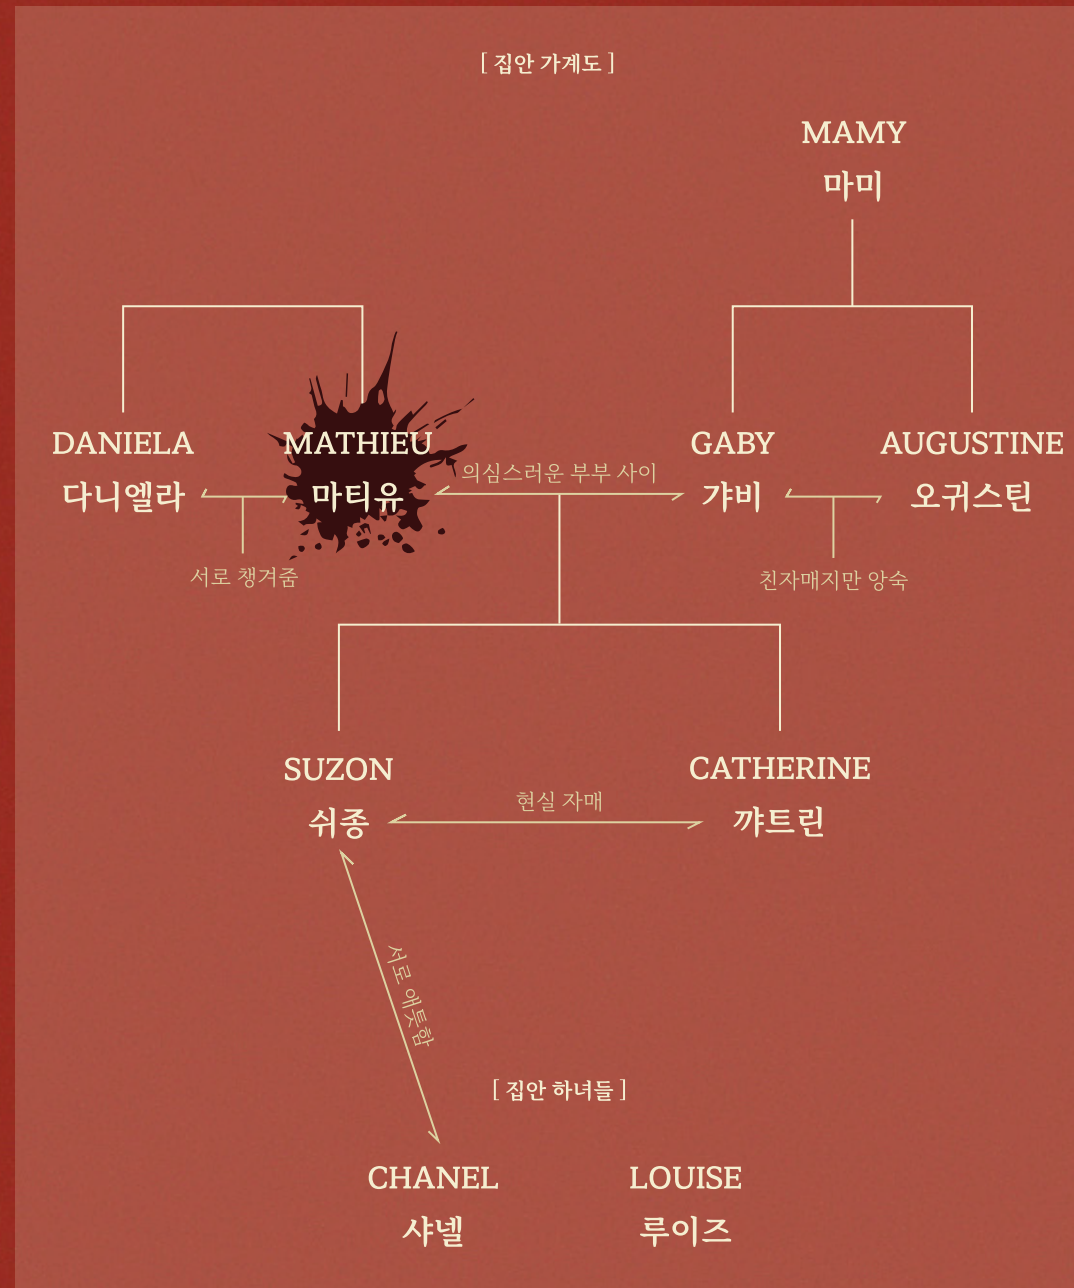 [ 집안 가계도 ]
MAMY
마미
DANIELA
다니엘라
MATHIEU
마티유
GABY
갸비
AUGUSTINE
오귀스틴
의심스러운 부부 사이
서로 챙겨줌
친자매지만 앙숙
SUZON
쉬종
CATHERINE
꺄트린
현실 자매
서로 애틋함
[ 집안 하녀들 ]
CHANEL
샤넬
LOUISE
루이즈